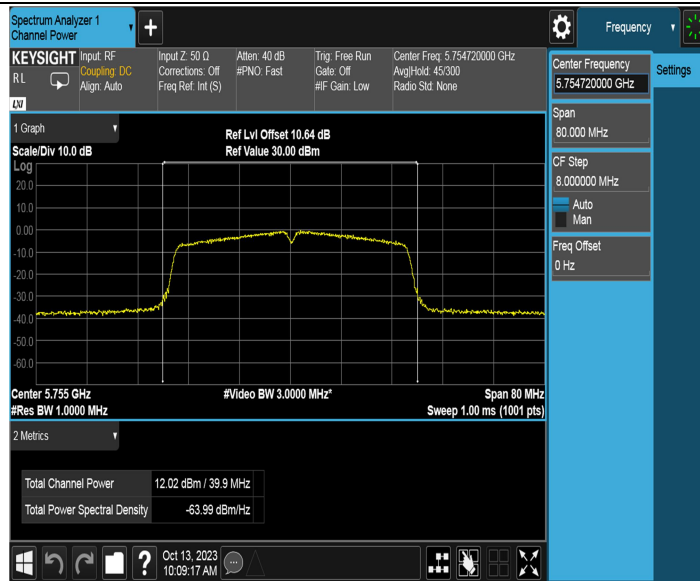 Spectrum Analyzer 1
Channel Power
+
Frequency
KEYSIGHT
RL
LXI
Input: RF
Coupling: DC
Align: Auto
Input Z: 50 Ω
Corrections: Off
Freq Ref: Int (S)
Atten: 40 dB
#PNO: Fast
Trig: Free Run
Gate: Off
#IF Gain: Low
Center Freq: 5.754720000 GHz
Avg|Hold: 45/300
Radio Std: None
Center Frequency
5.754720000 GHz
Settings
Span
80.000 MHz
CF Step
8.000000 MHz
Auto
Man
Freq Offset
0 Hz
1 Graph
Scale/Div 10.0 dB
Ref Lvl Offset 10.64 dB
Ref Value 30.00 dBm
Log
20.0
10.0
0.00
-10.0
-20.0
-30.0
-40.0
-50.0
-60.0
Center 5.755 GHz
#Video BW 3.0000 MHz*
Span 80 MHz
#Res BW 1.0000 MHz
Sweep 1.00 ms (1001 pts)
2 Metrics
Total Channel Power 12.02 dBm / 39.9 MHz
Total Power Spectral Density -63.99 dBm/Hz
?
Oct 13, 2023
10:09:17 AM